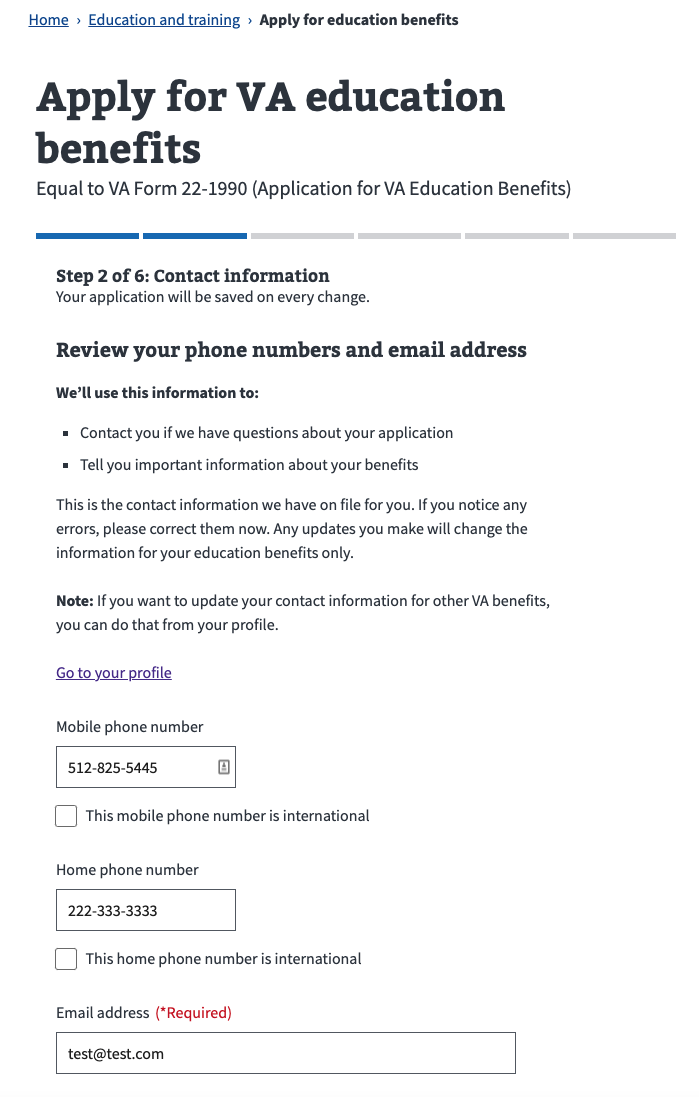 Home › Education and training › Apply for education benefits
Apply for VA education
benefits
Equal to VA Form 22-1990 (Application for VA Education Benefits)
Step 2 of 6: Contact information
Your application will be saved on every change.
Review your phone numbers and email address
We’ll use this information to:
▪ Contact you if we have questions about your application
▪ Tell you important information about your benefits
This is the contact information we have on file for you. If you notice any
errors, please correct them now. Any updates you make will change the
information for your education benefits only.
Note: If you want to update your contact information for other VA benefits,
you can do that from your profile.
Go to your profile
Mobile phone number
512-825-5445
This mobile phone number is international
Home phone number
222-333-3333
This home phone number is international
Email address (*Required)
test@test.com